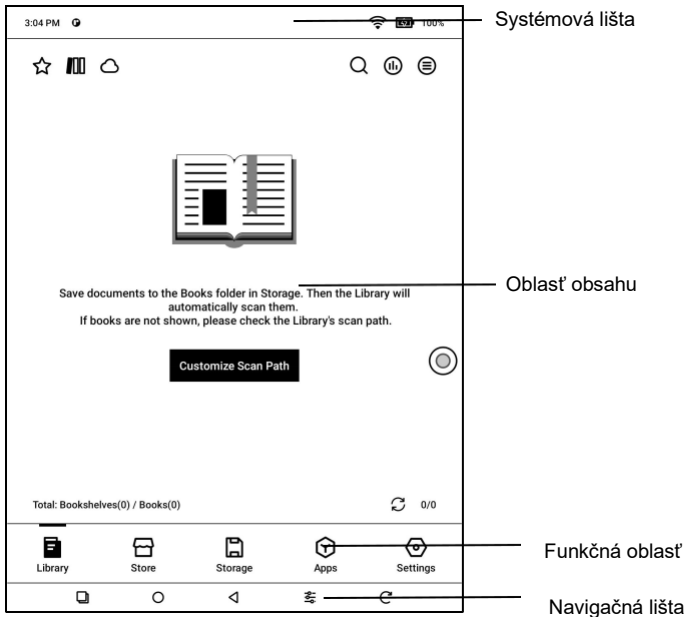 3:04 PM 100% Systémová lišta
Save documents to the Books folder in Storage. Then the Library will Oblasť obsahu
automatically scan them.
If books are not shown, please check the Library's scan path.
Customize Scan Path
Total: Bookshelves(0) / Books(0) 0/0
Library Store Storage Apps Settings Funkčná oblasť
Navigačná lišta